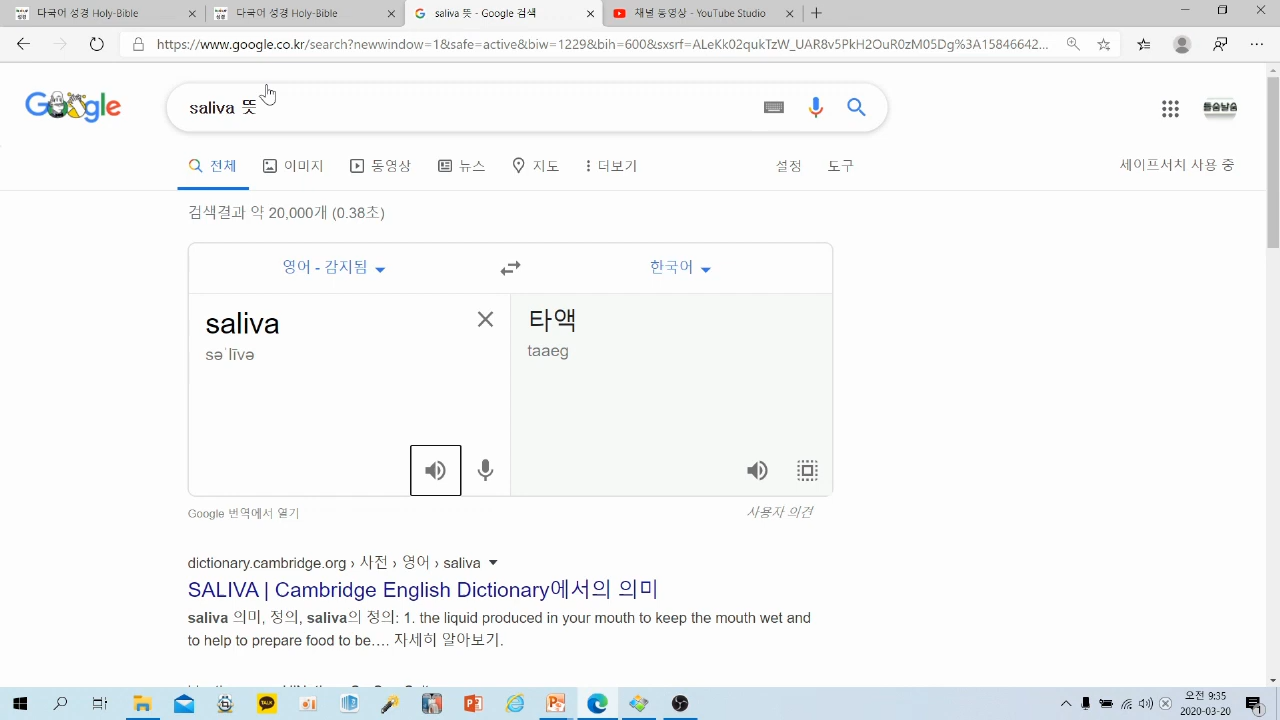 다국어 성경 Holy-Bible
다국어 성경 Holy-Bible
saliva 뜻 - Google 검색
채널 동영상 - YouTube Studio
https://www.google.co.kr/search?newwindow=1&safe=active&biw=1229&bih=600&sxsrf=ALeKk02qukTzW_UAR8v5PkH2OuR0zM05Dg%3A15846642...
Google
saliva 뜻
전체
이미지
동영상
뉴스
지도
더보기
설정
도구
세이프서치 사용 중
검색결과 약 20,000개 (0.38초)
영어 - 감지됨
한국어
saliva
타액
səˈlīvə
taaeg
Google 번역에서 열기
사용자 의견
dictionary.cambridge.org › 사전 › 영어 › saliva
SALIVA | Cambridge English Dictionary에서의 의미
saliva 의미, 정의, saliva의 정의: 1. the liquid produced in your mouth to keep the mouth wet and
to help to prepare food to be.… 자세히 알아보기.
TALK
오전 9:35
2020-03-20